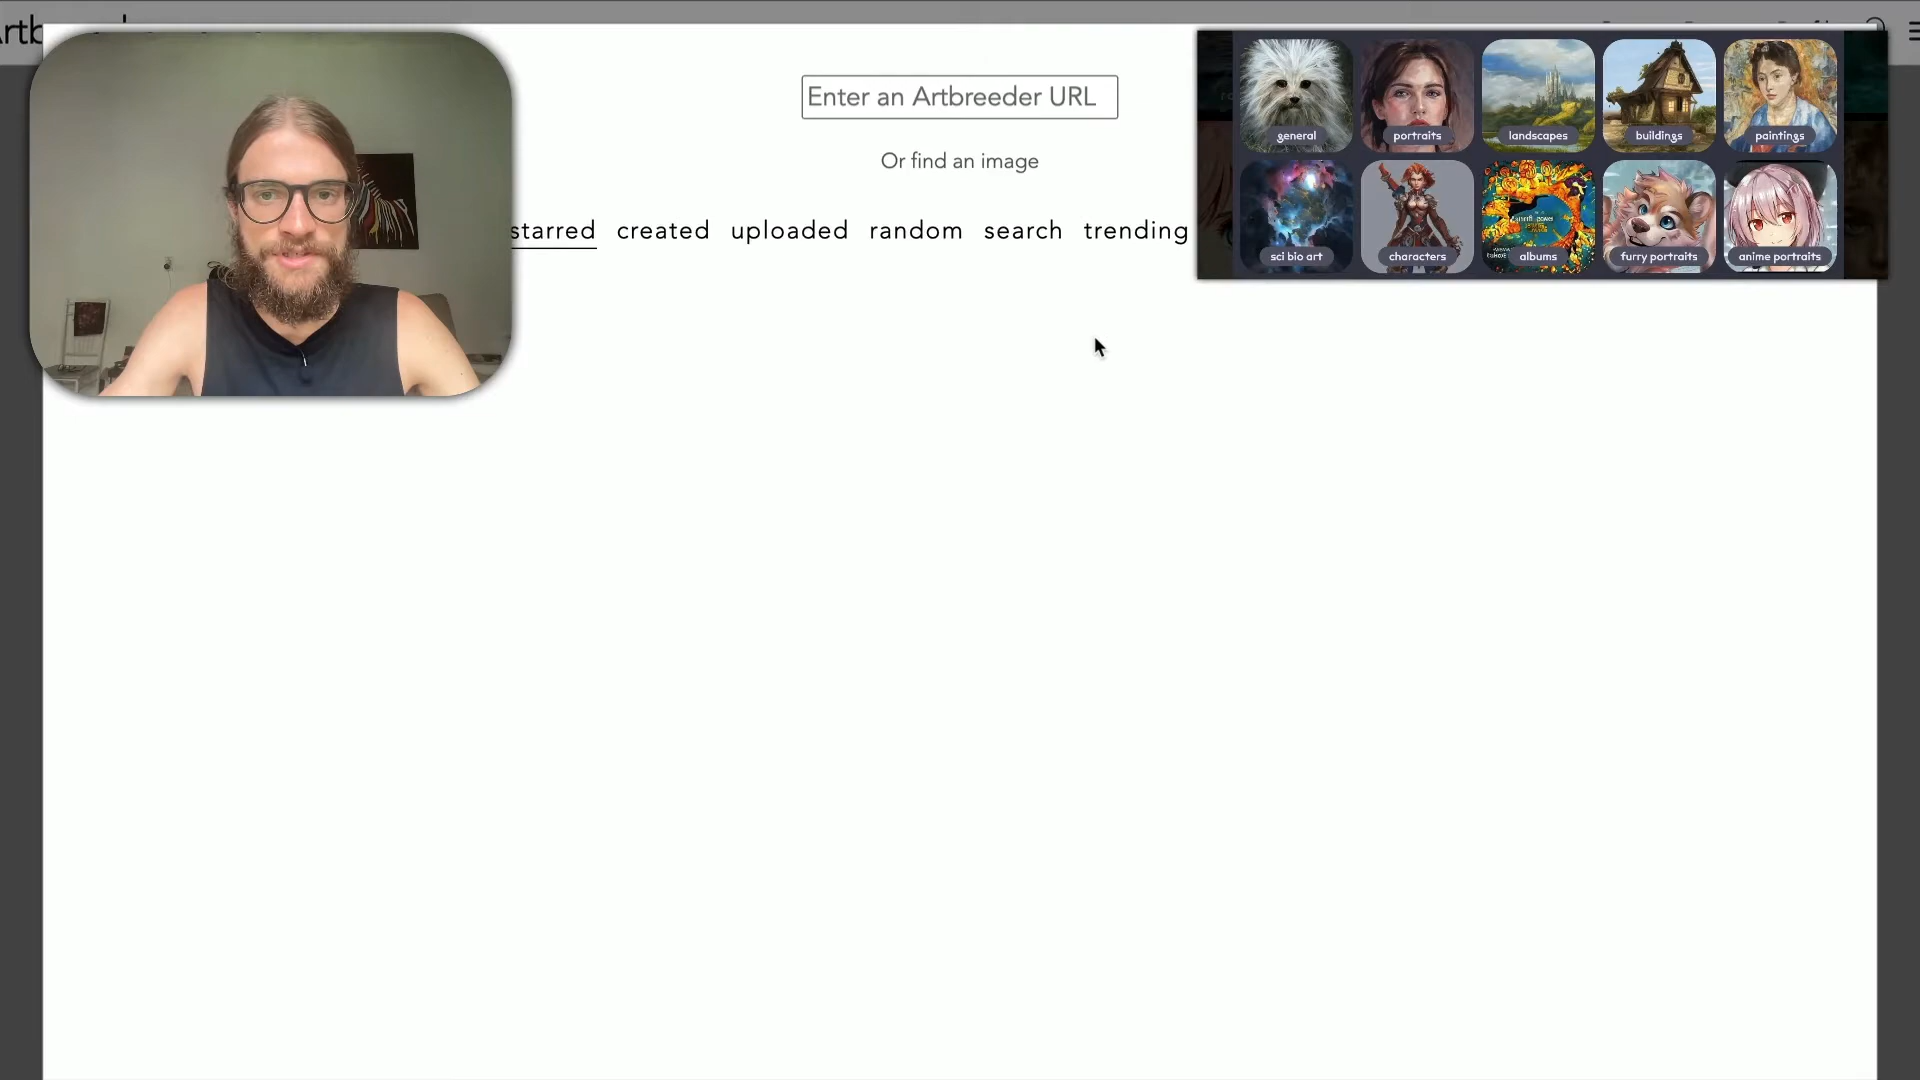 Artb
Enter an Artbreeder URL
Or find an image
starred created uploaded random search trending
general portraits landscapes buildings paintings
sci bio art characters albums furry portraits anime portraits